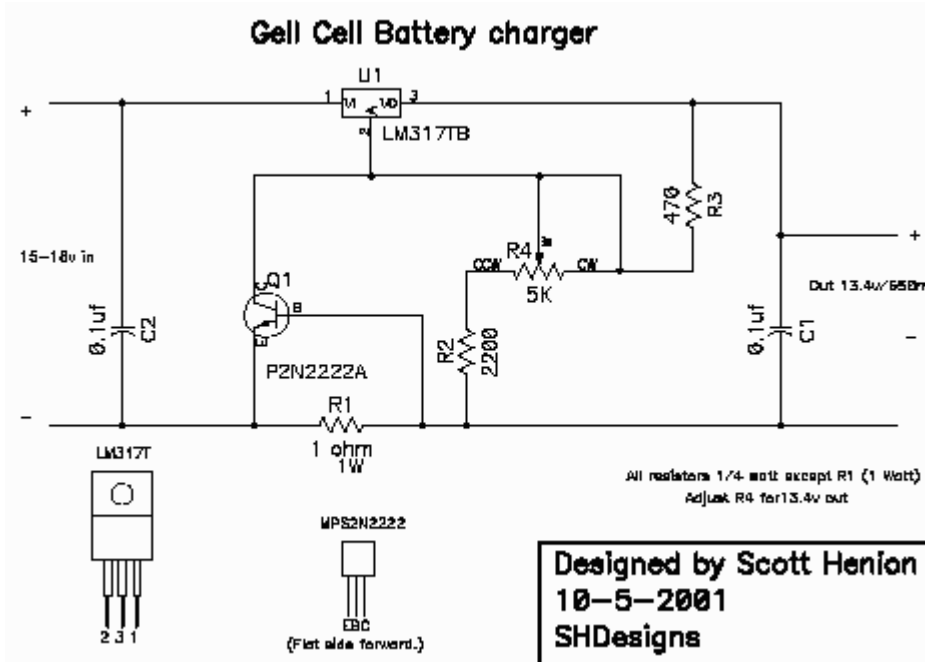 Gell Cell Battery charger
U1
1 VI VO 3
A
2
LM317TB
+
470
R3
15-18v in
CCW
R4
W
CW
5K
+
Out 13.4v/650m
C
Q1
B
E
0.1uf
C2
R2
2200
0.1uf
C1
-
P2N2222A
-
R1
1 ohm
1W
LM317T
All resistors 1/4 watt except R1 (1 Watt)
Adjust R4 for13.4v out
MPS2N2222
Designed by Scott Henion
10-5-2001
SHDesigns
2 3 1
EBC
(Flat side forward.)